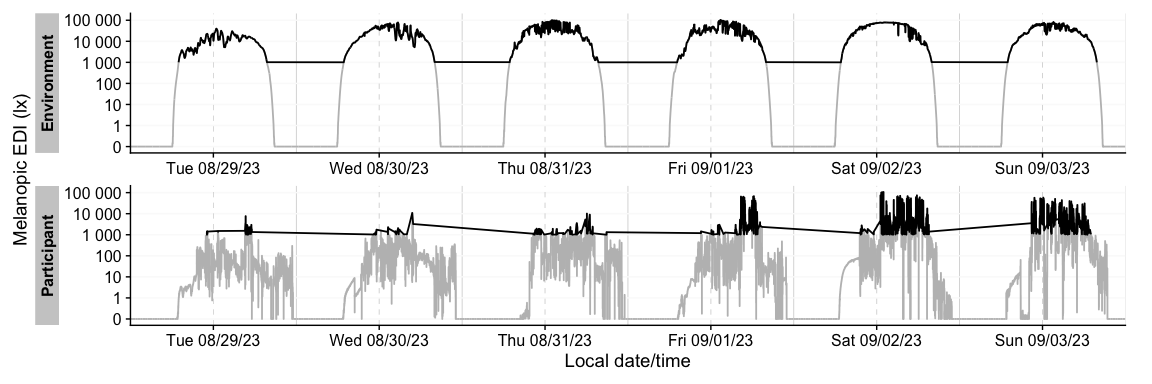 Melanopic EDI (lx)
Environment
100 000
10 000
1 000
100
10
1
0
Tue 08/29/23 Wed 08/30/23 Thu 08/31/23 Fri 09/01/23 Sat 09/02/23 Sun 09/03/23
Participant
100 000
10 000
1 000
100
10
1
0
Tue 08/29/23 Wed 08/30/23 Thu 08/31/23 Fri 09/01/23 Sat 09/02/23 Sun 09/03/23
Local date/time